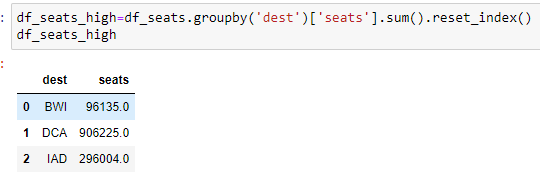 : df_seats_high=df_seats.groupby('dest')['seats'].sum().reset_index()
df_seats_high
:
dest seats
0 BWI 96135.0
1 DCA 906225.0
2 IAD 296004.0